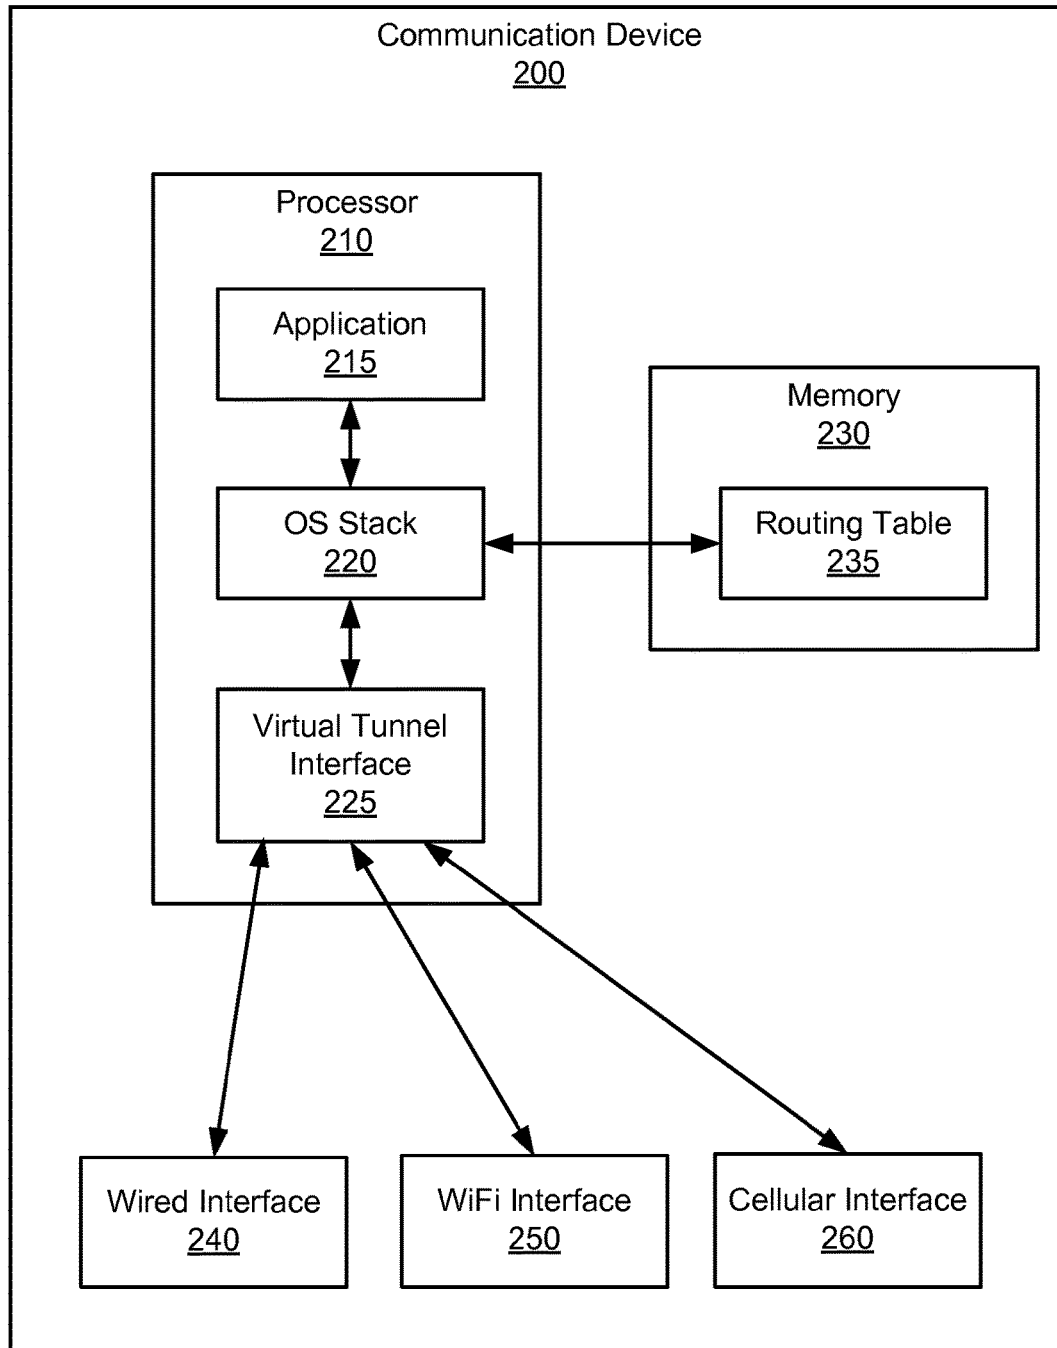 Communication Device
200
Processor
210
Application
215
Memory
230
OS Stack
220
Routing Table
235
Virtual Tunnel
Interface
225
Wired Interface
240
WiFi Interface
250
Cellular Interface
260